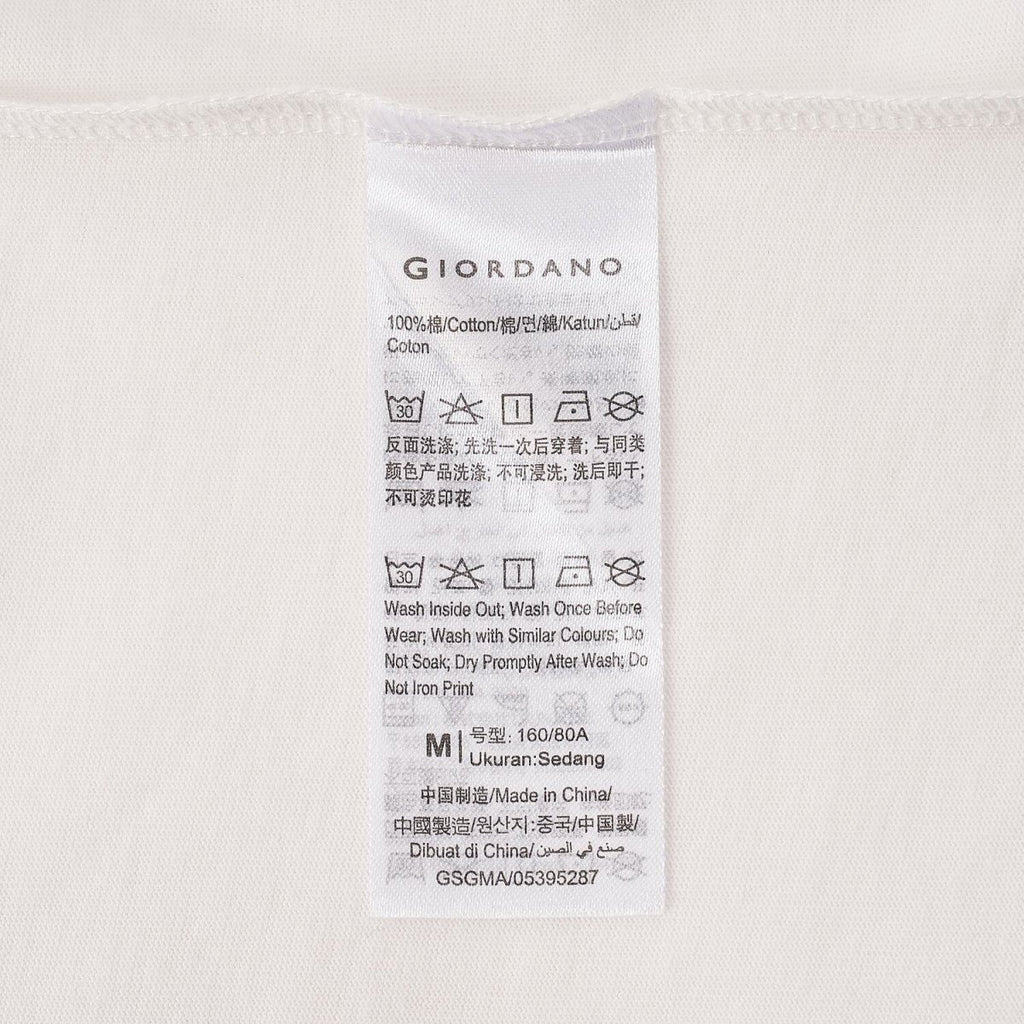 GIORDANO
100%棉/Cotton/棉/면/綿/Katun/قطن/
Coton
30
反面洗涤; 先洗一次后穿着; 与同类
颜色产品洗涤; 不可浸洗; 洗后即干;
不可烫印花
30
Wash Inside Out; Wash Once Before
Wear; Wash with Similar Colours; Do
Not Soak; Dry Promptly After Wash; Do
Not Iron Print
M 号型: 160/80A
Ukuran:Sedang
中国制造/Made in China/
中國製造/원산지:중국/中国製/
Dibuat di China/صنع في الصين
GSGMA/05395287